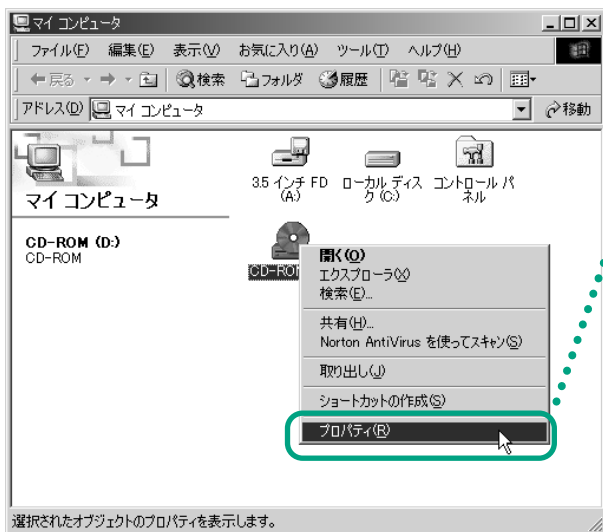 マイ コンピュータ
ファイル(F) 編集(E) 表示(V) お気に入り(A) ツール(T) ヘルプ(H)
戻る 検索 フォルダ 履歴
アドレス(D) マイ コンピュータ 移動
マイ コンピュータ
CD-ROM (D:)
CD-ROM
3.5 インチ FD (A:)
ローカル ディスク (C:)
コントロール パネル
CD-ROM
開く(O)
エクスプローラ(X)
検索(E)...
共有(H)...
Norton AntiVirus を使ってスキャン(S)
取り出し(J)
ショートカットの作成(S)
プロパティ(R)
選択されたオブジェクトのプロパティを表示します。